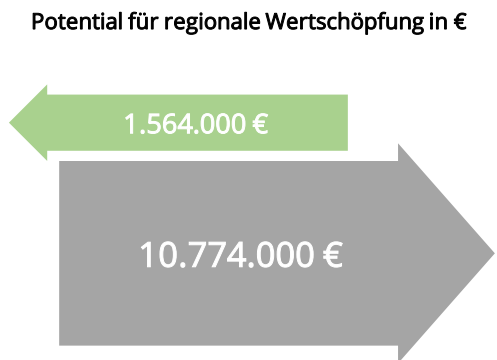 Potential für regionale Wertschöpfung in €
1.564.000 €
10.774.000 €